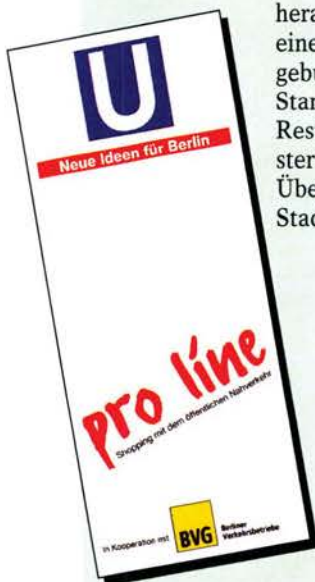 hera
eine
gebu
Stan
Rest
ster
Übe
Stad
U
Neue Ideen für Berlin
pro line
Shopping mit dem öffentlichen Nahverkehr
In Kooperation mit BVG Berliner
Verkehrsbetriebe